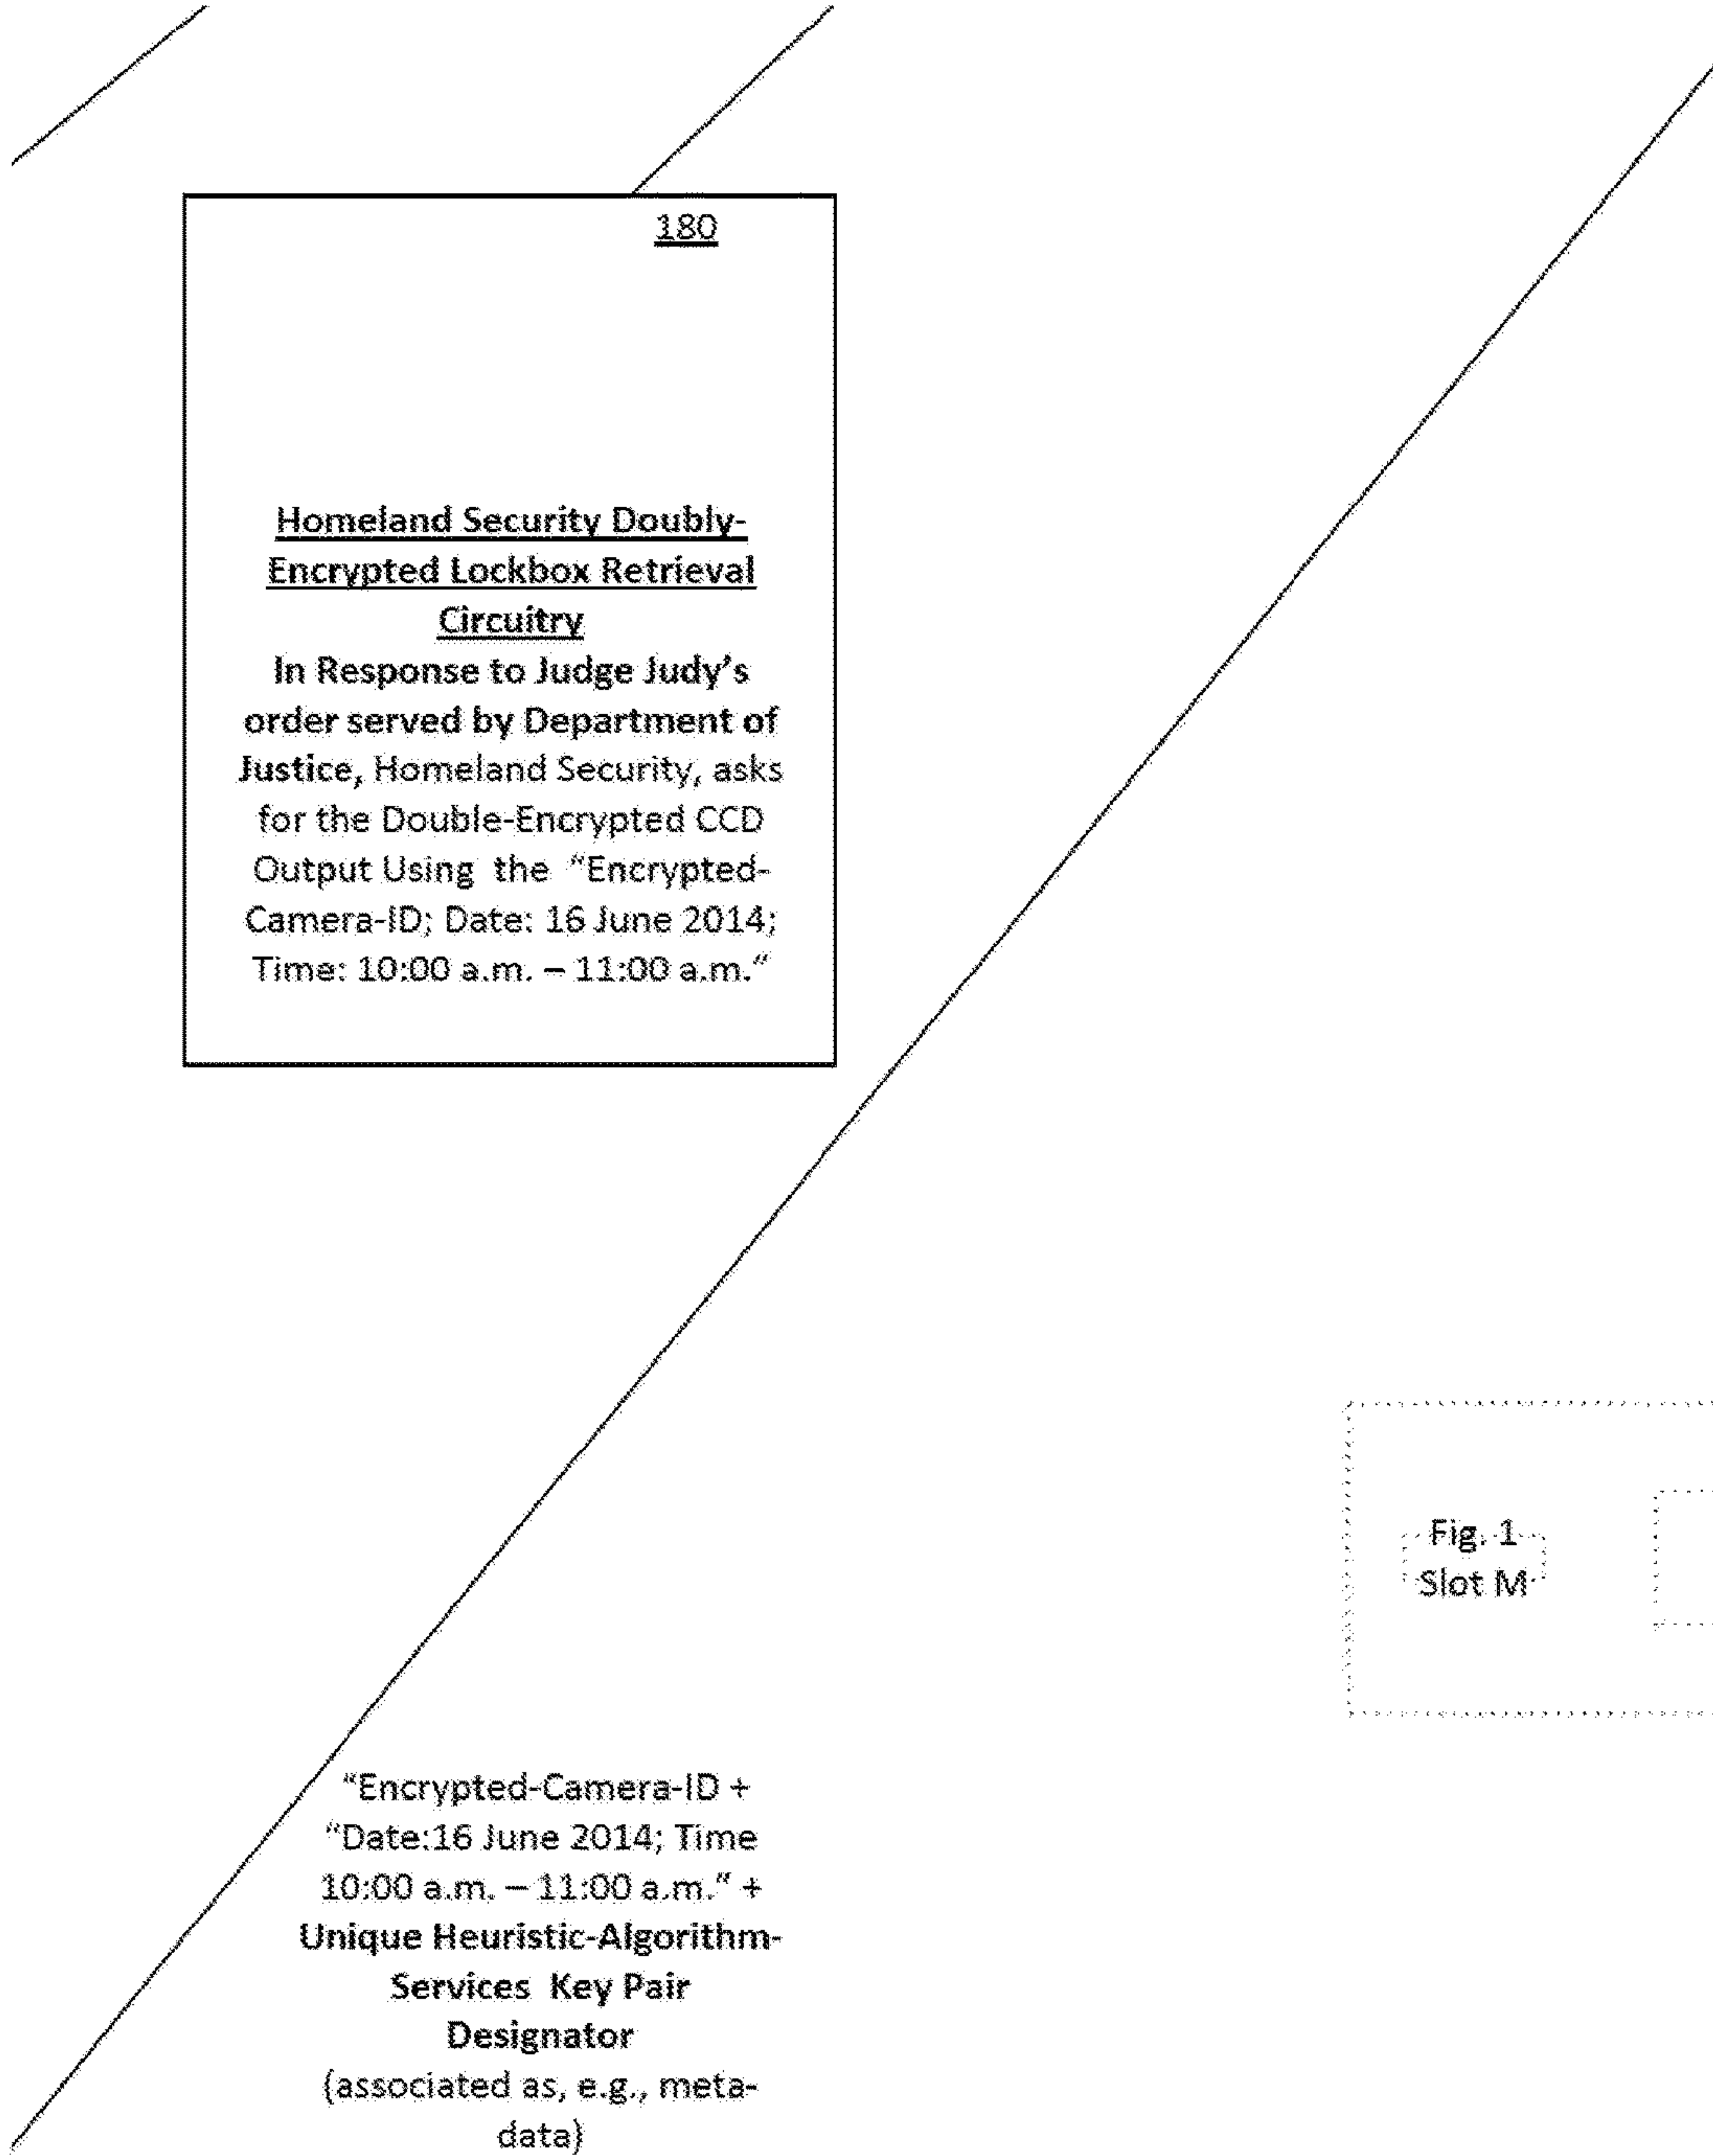 180
Homeland Security Doubly-
Encrypted Lockbox Retrieval
Circuitry
In Response to Judge Judy's
order served by Department of
Justice, Homeland Security, asks
for the Double-Encrypted CCD
Output Using the "Encrypted-
Camera-ID; Date: 16 June 2014;
Time: 10:00 a.m. – 11:00 a.m."
Fig. 1
Slot M
"Encrypted-Camera-ID +
"Date:16 June 2014; Time
10:00 a.m. – 11:00 a.m." +
Unique Heuristic-Algorithm-
Services Key Pair
Designator
(associated as, e.g., meta-
data)